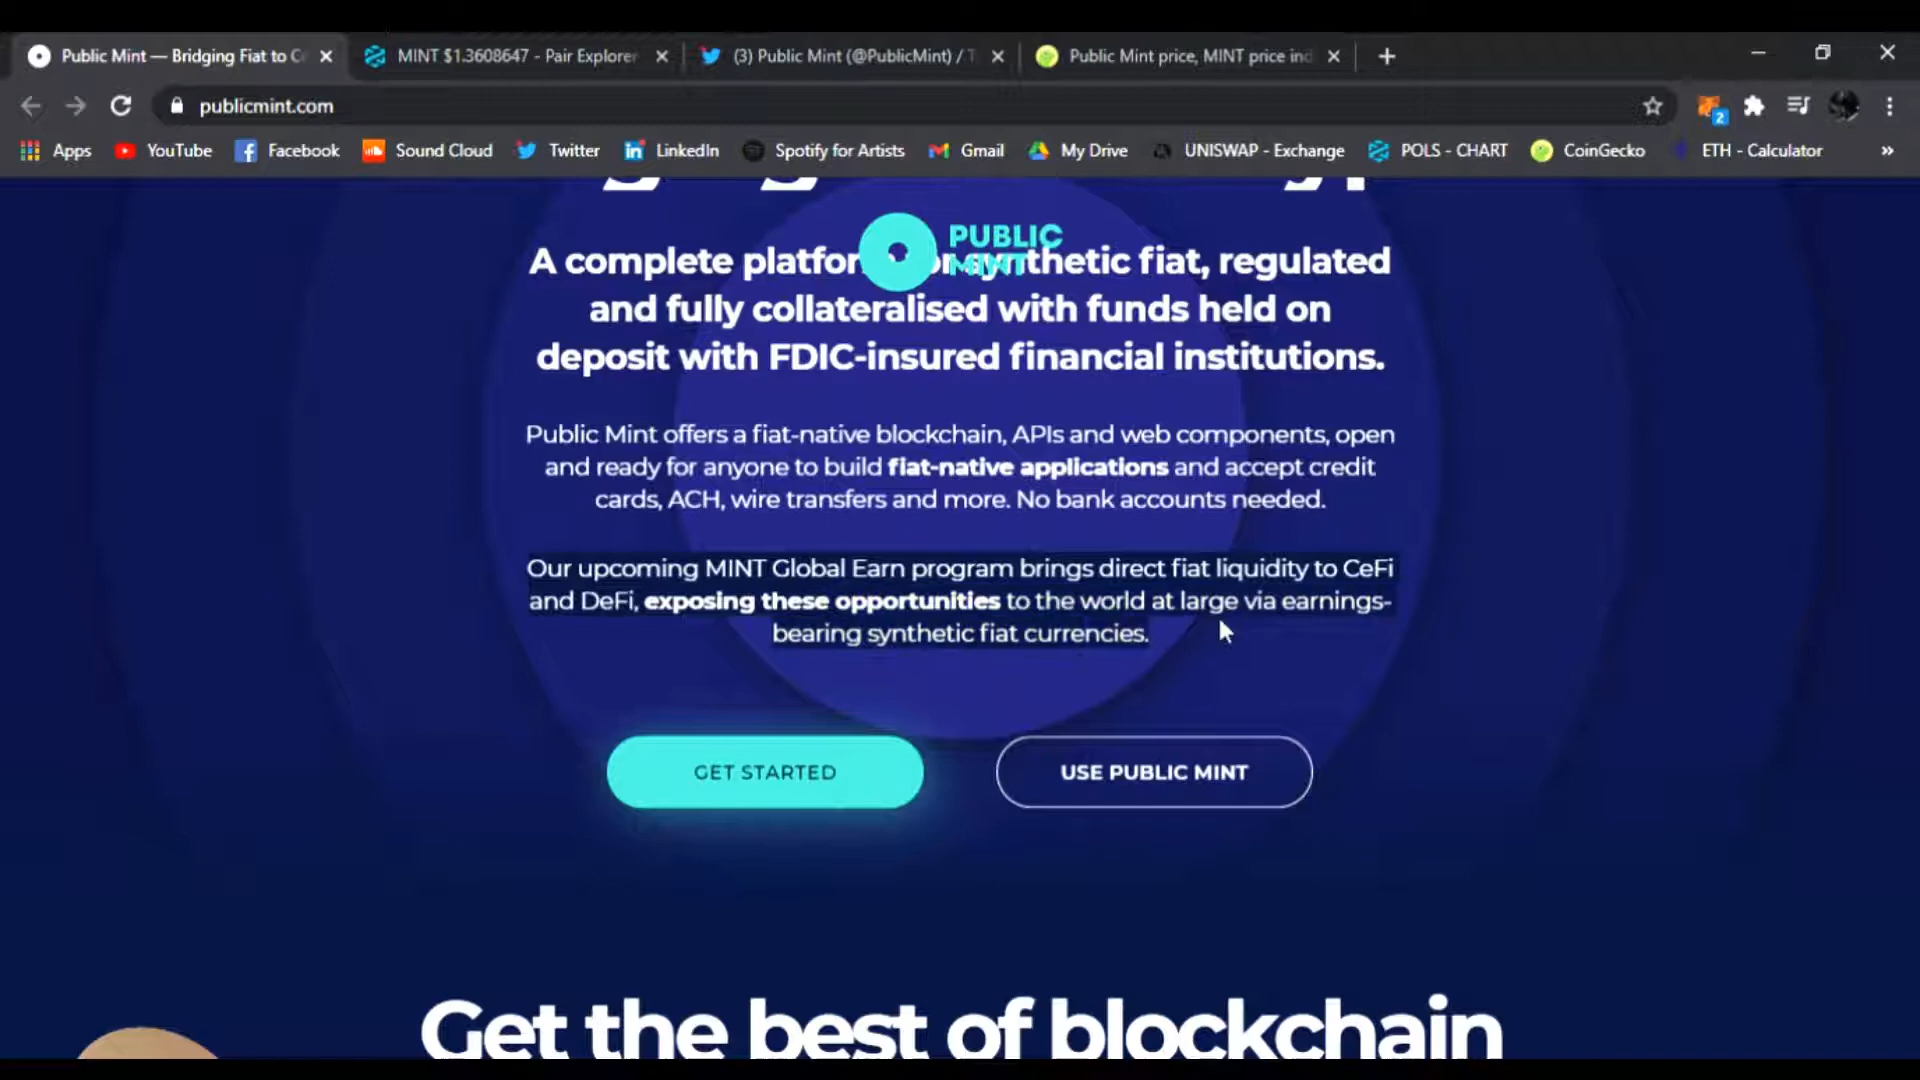 Public Mint — Bridging Fiat to C
MINT $1.3608647 - Pair Explorer
(3) Public Mint (@PublicMint) / T
Public Mint price, MINT price ind
publicmint.com
2
Apps
YouTube
Facebook
Sound Cloud
Twitter
LinkedIn
Spotify for Artists
Gmail
My Drive
UNISWAP - Exchange
POLS - CHART
CoinGecko
ETH - Calculator
PUBLIC
MINT
A complete platform synthetic fiat, regulated
and fully collateralised with funds held on
deposit with FDIC-insured financial institutions.
Public Mint offers a fiat-native blockchain, APIs and web components, open
and ready for anyone to build fiat-native applications and accept credit
cards, ACH, wire transfers and more. No bank accounts needed.
Our upcoming MINT Global Earn program brings direct fiat liquidity to CeFi
and DeFi, exposing these opportunities to the world at large via earnings-
bearing synthetic fiat currencies.
GET STARTED
USE PUBLIC MINT
Get the best of blockchain